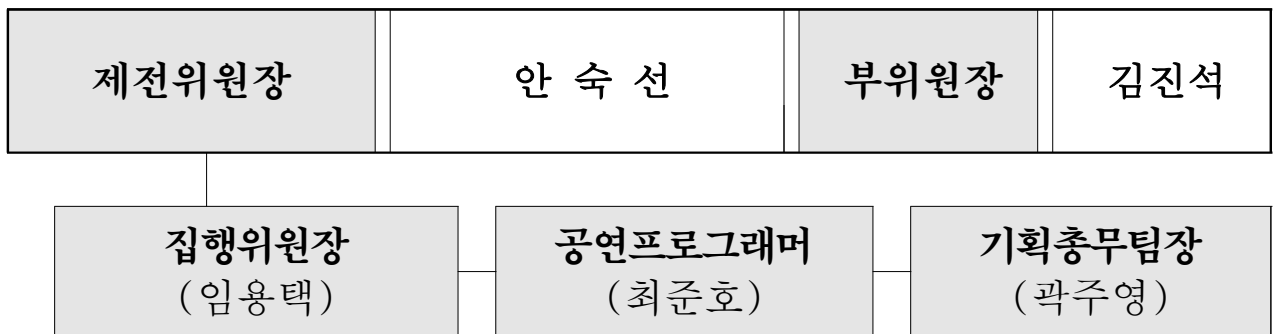 제전위원장 안 숙 선 부위원장 김진석
집행위원장 공연프로그래머 기획총무팀장
(임용택) (최준호) (곽주영)